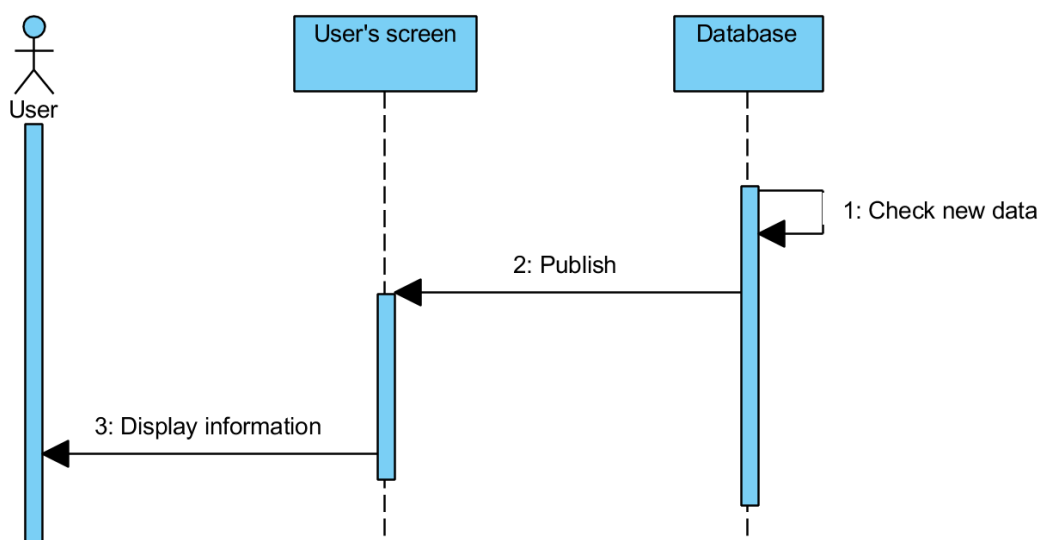 User's screen
Database
User
1: Check new data
2: Publish
3: Display information